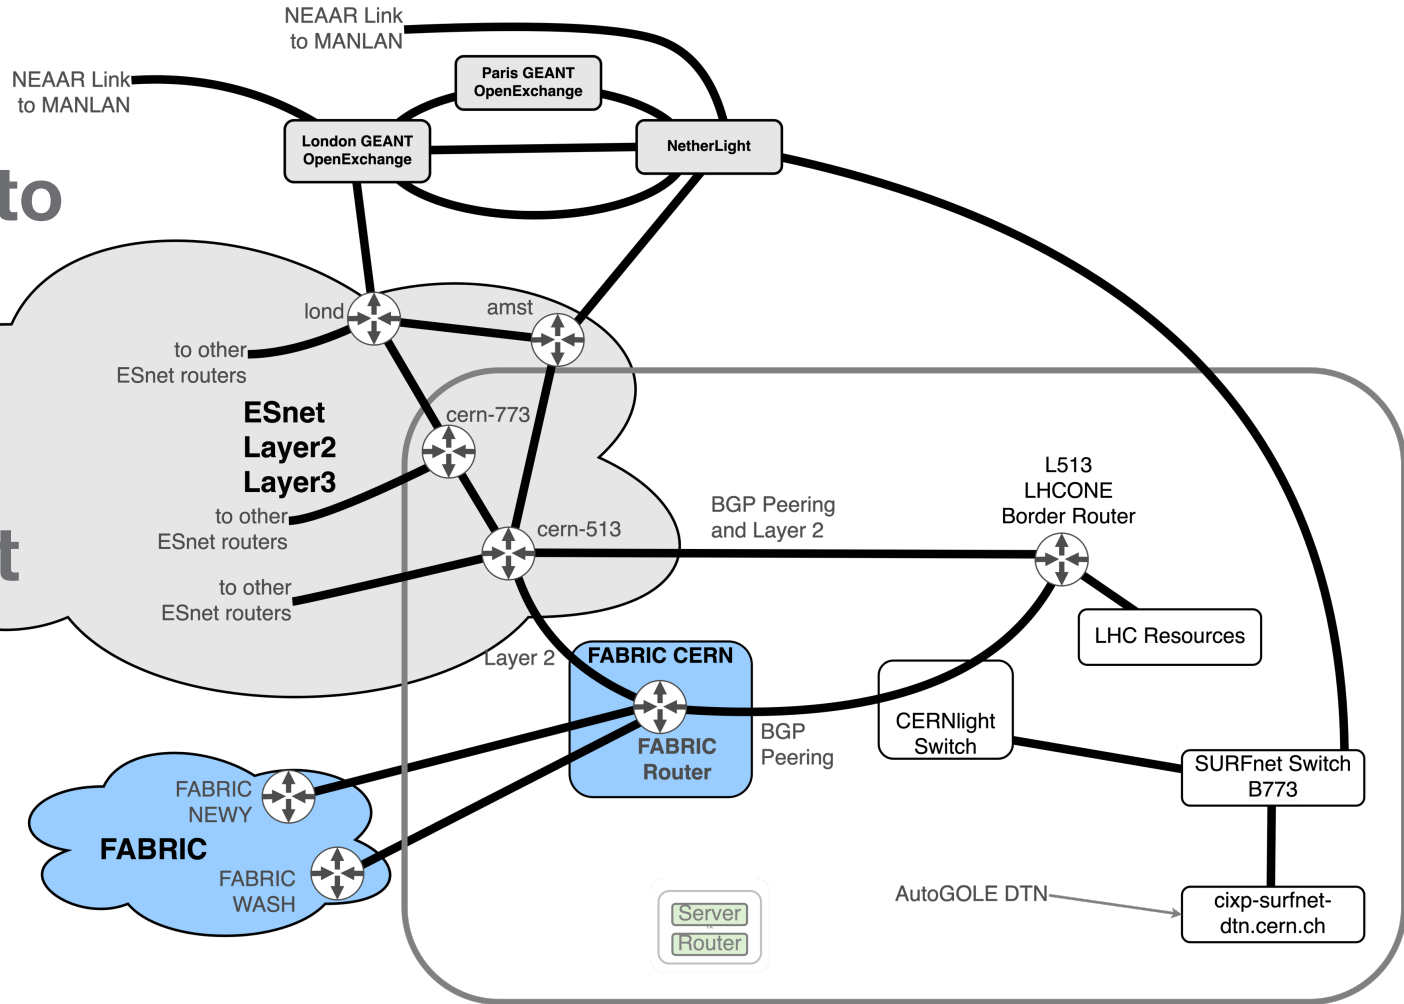 NEAAR Link
to MANLAN
NEAAR Link
to MANLAN
Paris GEANT
OpenExchange
London GEANT
OpenExchange
NetherLight
to
lond
amst
to other
ESnet routers
ESnet
Layer2
Layer3
cern-773
to other
ESnet routers
cern-513
to other
ESnet routers
t
BGP Peering
and Layer 2
L513
LHCONE
Border Router
LHC Resources
Layer 2
FABRIC CERN
FABRIC
Router
BGP
Peering
CERNlight
Switch
SURFnet Switch
B773
FABRIC
NEWY
FABRIC
FABRIC
WASH
AutoGOLE DTN
cixp-surfnet-
dtn.cern.ch
Server
Router